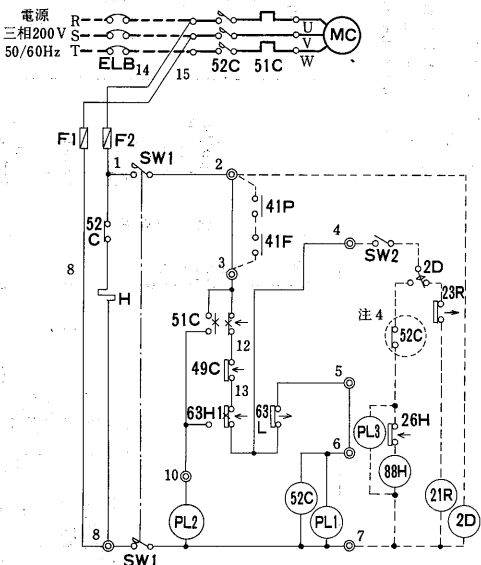 電源
三相200V
50/60Hz
R
S
T
U
V
W
MC
ELB
14
15
52C
51C
F1
F2
1
SW1
2
41P
52
C
41F
4
SW2
3
2D
8
H
23R
51C
注4
52C
12
49C
13
5
63H1
63
L
6
PL3
26H
10
88H
52C
21R
PL2
PL1
2D
8
7
SW1